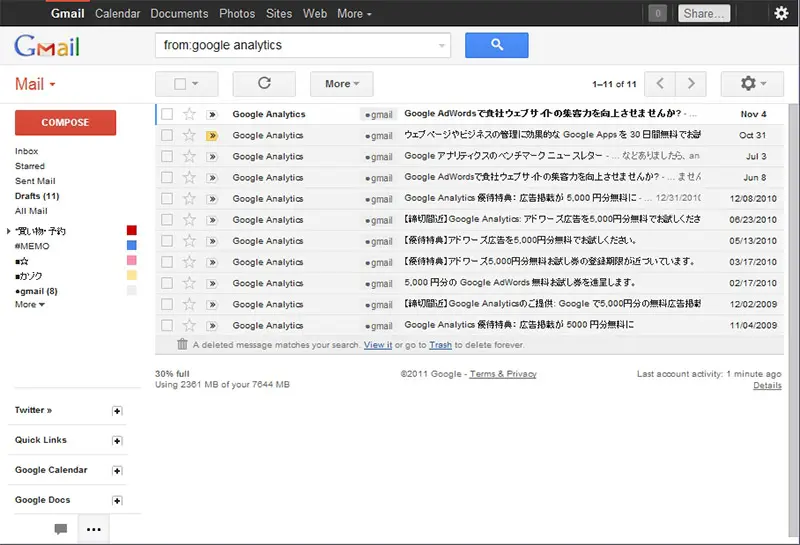 Gmail Calendar Documents Photos Sites Web More
0 Share…
Gmail
from:google analytics
Mail
More
1–11 of 11
COMPOSE
Inbox
Starred
Sent Mail
Drafts (11)
All Mail
買い物・予約
#MEMO
■☆
■カゾク
●gmail (8)
More
Google Analytics ●gmail Google AdWordsで貴社ウェブサイトの集客力を向上させませんか? - ... Nov 4
Google Analytics ●gmail ウェブページやビジネスの管理に効果的な Google Apps を 30 日間無料でお試 Oct 31
Google Analytics ●gmail Google アナリティクスのベンチマーク ニュースレター - ... などありましたら、an Jul 3
Google Analytics ●gmail Google AdWordsで貴社ウェブサイトの集客力を向上させませんか? - ... ません Jun 8
Google Analytics ●gmail Google Analytics 優待特典: 広告掲載が 5,000 円分無料に - ... 12/31/2010 12/08/2010
Google Analytics ●gmail 【締切間近】Google Analytics: アドワーズ広告を5,000円分無料でお試しくださ 06/23/2010
Google Analytics ●gmail 【優待特典】アドワーズ広告を5,000円分無料でお試しください。 05/13/2010
Google Analytics ●gmail 【優待特典】アドワーズ5,000円分無料お試し券の登録期限が近づいています。 03/17/2010
Google Analytics ●gmail 5,000 円分の Google AdWords 無料お試し券を進呈します。 02/17/2010
Google Analytics ●gmail 【締切間近】Google Analyticsのご提供: Google で5,000円分の無料広告掲載 12/02/2009
Google Analytics ●gmail Google Analytics 優待特典: 広告掲載が 5000 円分無料に 11/04/2009
A deleted message matches your search. View it or go to Trash to delete forever.
30% full
Using 2361 MB of your 7644 MB
©2011 Google - Terms & Privacy
Last account activity: 1 minute ago
Details
Twitter »
Quick Links
Google Calendar
Google Docs